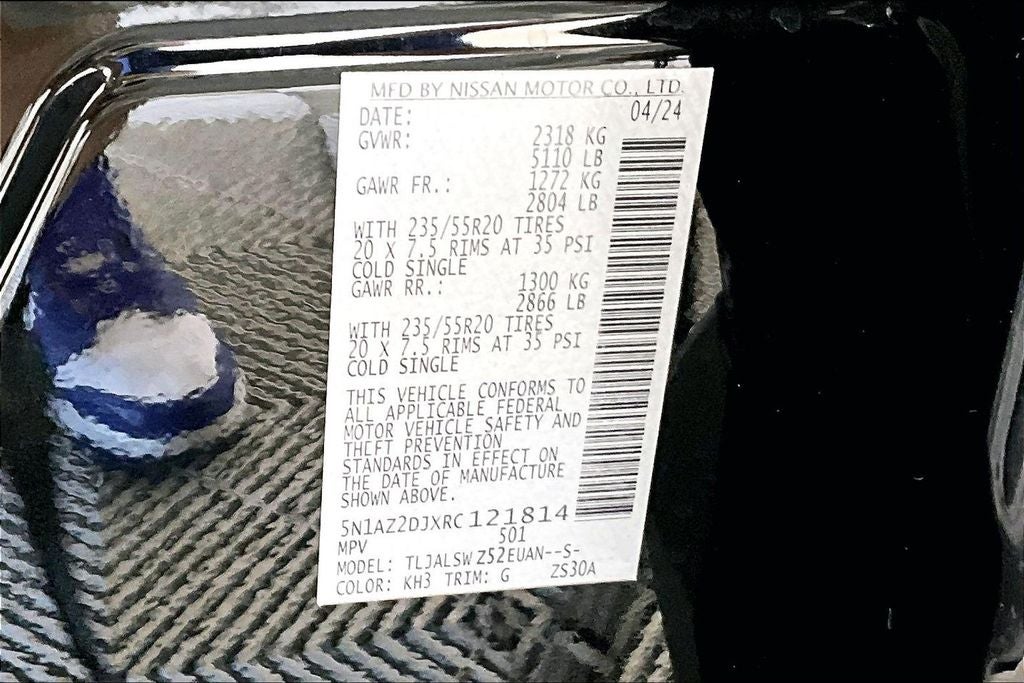 MFD BY NISSAN MOTOR CO., LTD.
DATE: 04/24
GVWR: 2318 KG
5110 LB
GAWR FR.: 1272 KG
2804 LB
WITH 235/55R20 TIRES
20 X 7.5 RIMS AT 35 PSI
COLD SINGLE
GAWR RR.: 1300 KG
2866 LB
WITH 235/55R20 TIRES
20 X 7.5 RIMS AT 35 PSI
COLD SINGLE
THIS VEHICLE CONFORMS TO
ALL APPLICABLE FEDERAL
MOTOR VEHICLE SAFETY AND
THEFT PREVENTION
STANDARDS IN EFFECT ON
THE DATE OF MANUFACTURE
SHOWN ABOVE.
5N1AZ2DJXRC121814
MPV 501
MODEL: TLJALSWZ52EUAN--S-
COLOR: KH3 TRIM: G ZS30A